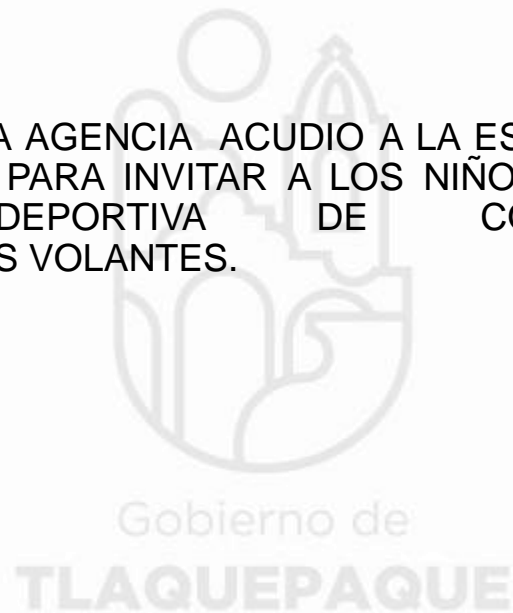 A AGENCIA ACUDIO A LA ES
PARA INVITAR A LOS NIÑO
DEPORTIVA DE CO
S VOLANTES.
Gobierno de
TLAQUEPAQUE